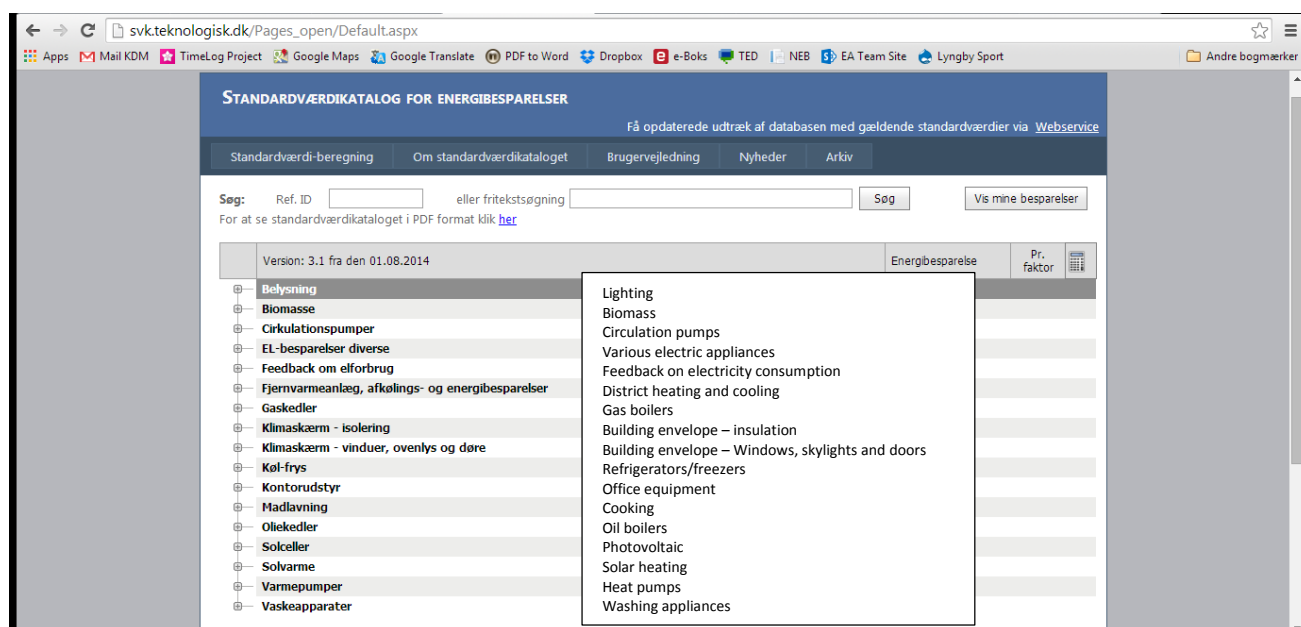 svk.teknologisk.dk/Pages_open/Default.aspx
Apps Mail KDM TimeLog Project Google Maps Google Translate PDF to Word Dropbox e-Boks TED NEB EA Team Site Lyngby Sport Andre bogmærker
STANDARDVÆRDIKATALOG FOR ENERGIBESPARELSER
Få opdaterede udtræk af databasen med gældende standardværdier via Webservice
Standardværdi-beregning Om standardværdikataloget Brugervejledning Nyheder Arkiv
Søg: Ref. ID eller fritekstsøgning Søg Vis mine besparelser
For at se standardværdikataloget i PDF format klik her
Version: 3.1 fra den 01.08.2014 Energibesparelse Pr. faktor
Belysning Lighting
Biomasse Biomass
Cirkulationspumper Circulation pumps
EL-besparelser diverse Various electric appliances
Feedback om elforbrug Feedback on electricity consumption
Fjernvarmeanlæg, afkølings- og energibesparelser District heating and cooling
Gaskedler Gas boilers
Klimaskærm - isolering Building envelope – insulation
Klimaskærm - vinduer, ovenlys og døre Building envelope – Windows, skylights and doors
Køl-frys Refrigerators/freezers
Kontorudstyr Office equipment
Madlavning Cooking
Oliekedler Oil boilers
Solceller Photovoltaic
Solvarme Solar heating
Varmepumper Heat pumps
Vaskeapparater Washing appliances